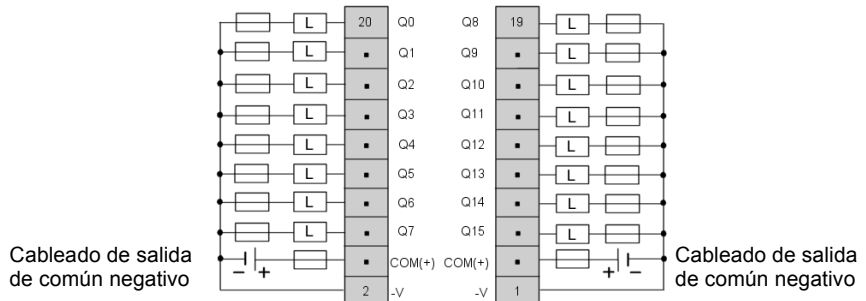 L 20 Q0 Q8 19 L
L Q1 Q9 L
L Q2 Q10 L
L Q3 Q11 L
L Q4 Q12 L
L Q5 Q13 L
L Q6 Q14 L
L Q7 Q15 L
Cableado de salida
de común negativo
− + COM(+) COM(+) + −
2 -V -V 1
Cableado de salida
de común negativo